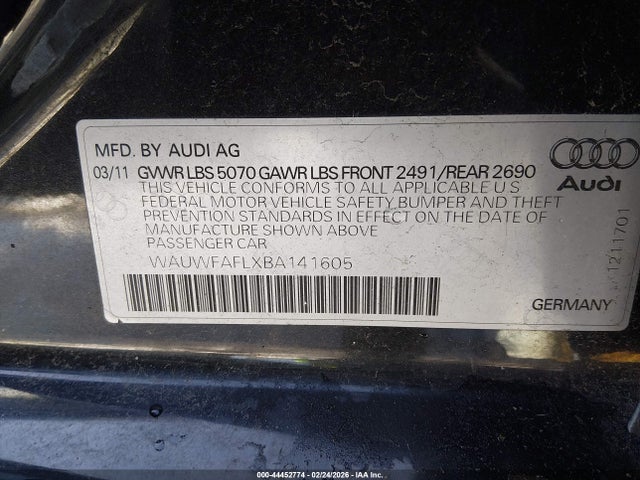 MFD. BY AUDI AG
03/11 GVWR LBS 5070 GAWR LBS FRONT 2491/REAR 2690
THIS VEHICLE CONFORMS TO ALL APPLICABLE U S
FEDERAL MOTOR VEHICLE SAFETY BUMPER AND THEFT
PREVENTION STANDARDS IN EFFECT ON THE DATE OF
MANUFACTURE SHOWN ABOVE
PASSENGER CAR
WAUWFAFLXBA141605
Audi
1211701
GERMANY
000-44452774 | 02/24/2026 - © IAA Inc.